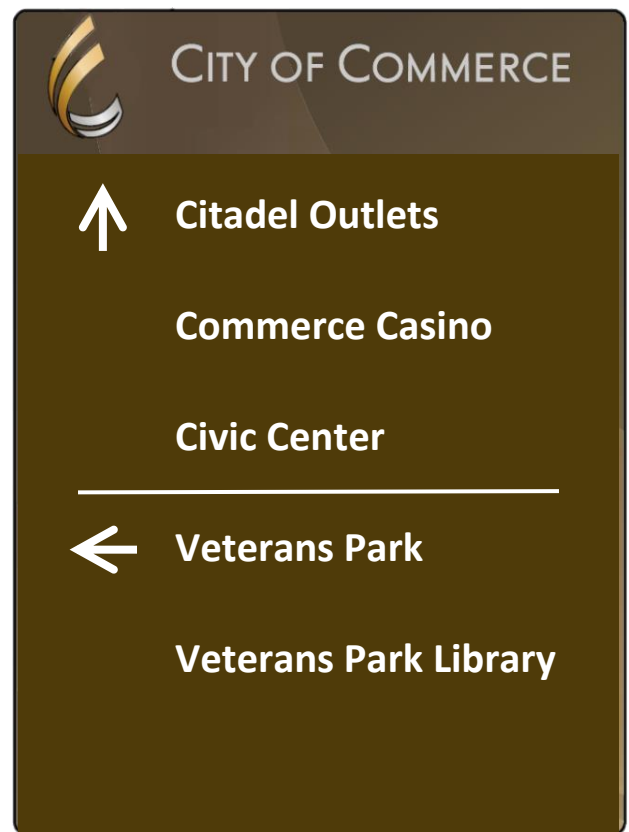 CITY OF COMMERCE
Citadel Outlets
Commerce Casino
Civic Center
Veterans Park
Veterans Park Library